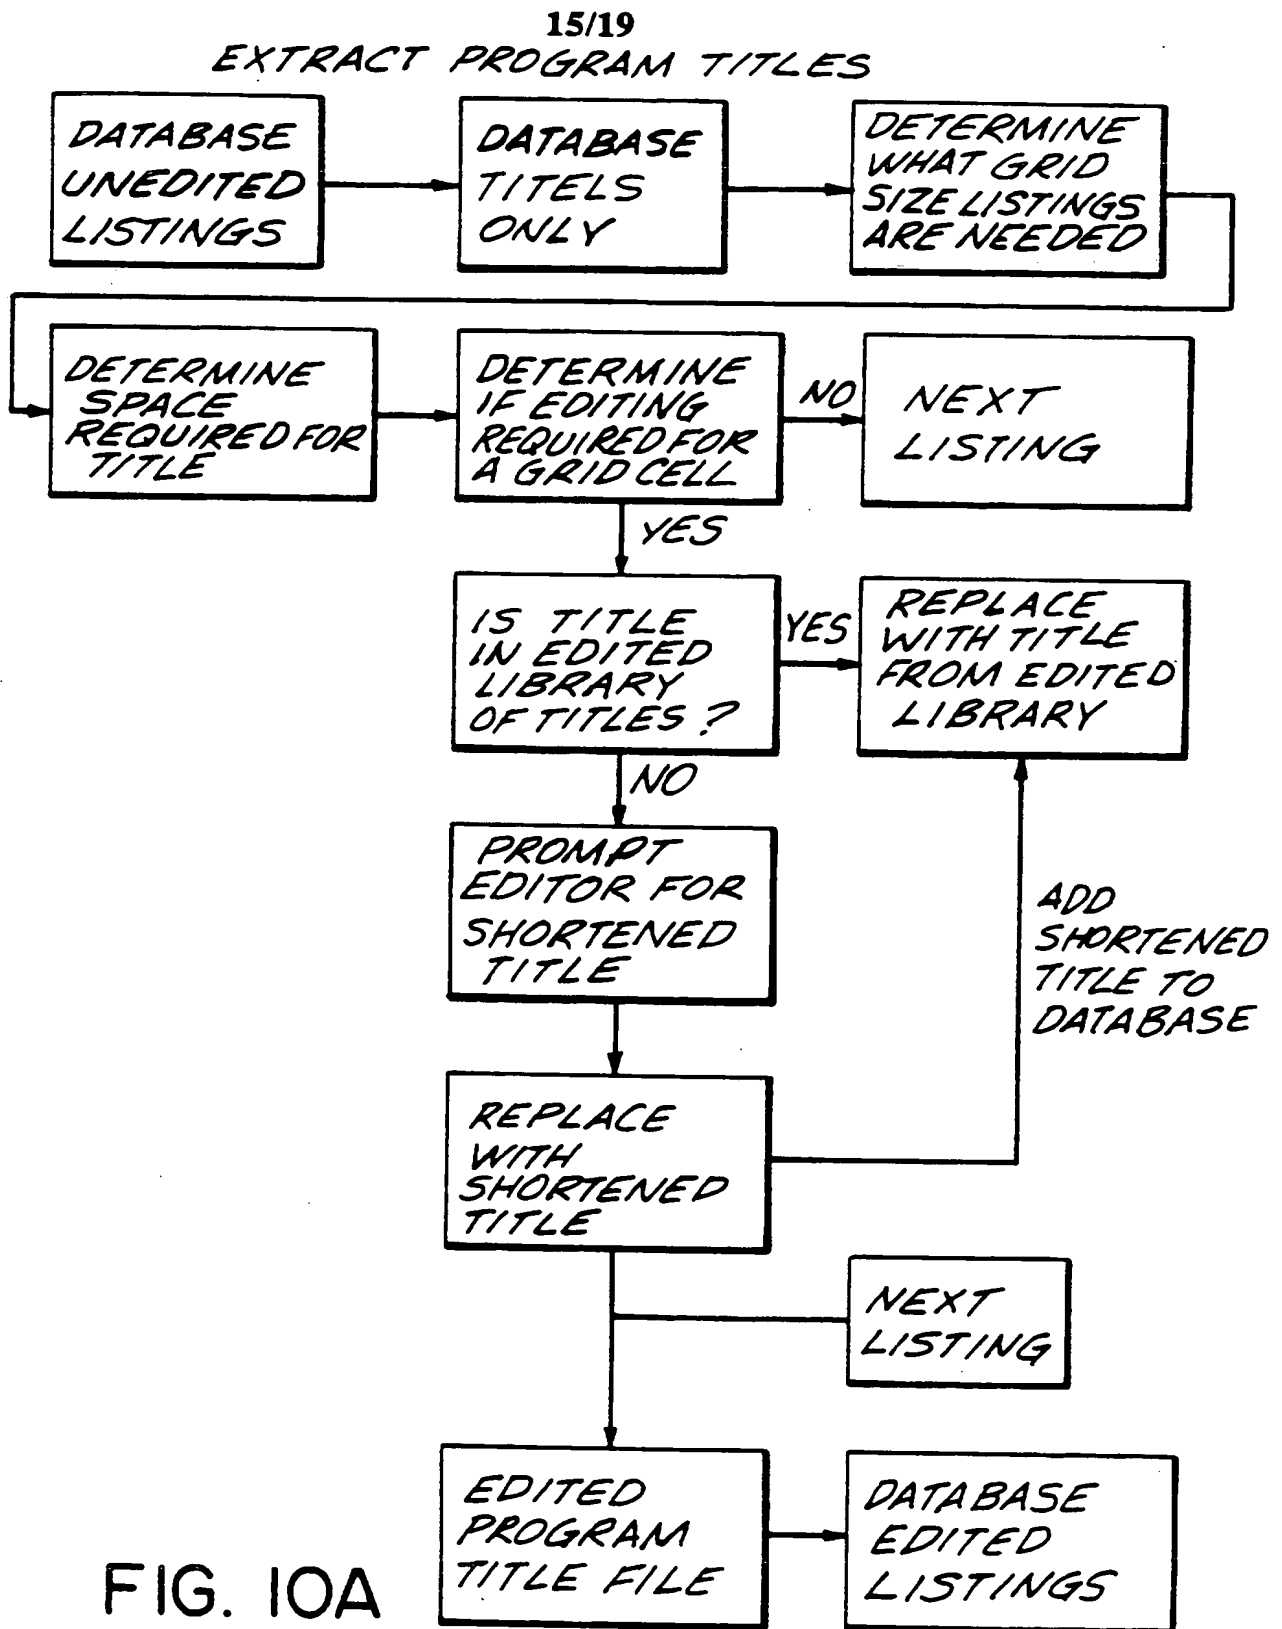 15/19
EXTRACT PROGRAM TITLES
DATABASE
UNEDITED
LISTINGS
DATABASE
TITELS
ONLY
DETERMINE
WHAT GRID
SIZE LISTINGS
ARE NEEDED
DETERMINE
SPACE
REQUIRED FOR
TITLE
DETERMINE
IF EDITING
REQUIRED FOR
A GRID CELL
NO
NEXT
LISTING
YES
IS TITLE
IN EDITED
LIBRARY
OF TITLES?
YES
REPLACE
WITH TITLE
FROM EDITED
LIBRARY
NO
PROMPT
EDITOR FOR
SHORTENED
TITLE
ADD
SHORTENED
TITLE TO
DATABASE
REPLACE
WITH
SHORTENED
TITLE
NEXT
LISTING
EDITED
PROGRAM
TITLE FILE
DATABASE
EDITED
LISTINGS
FIG. 10A